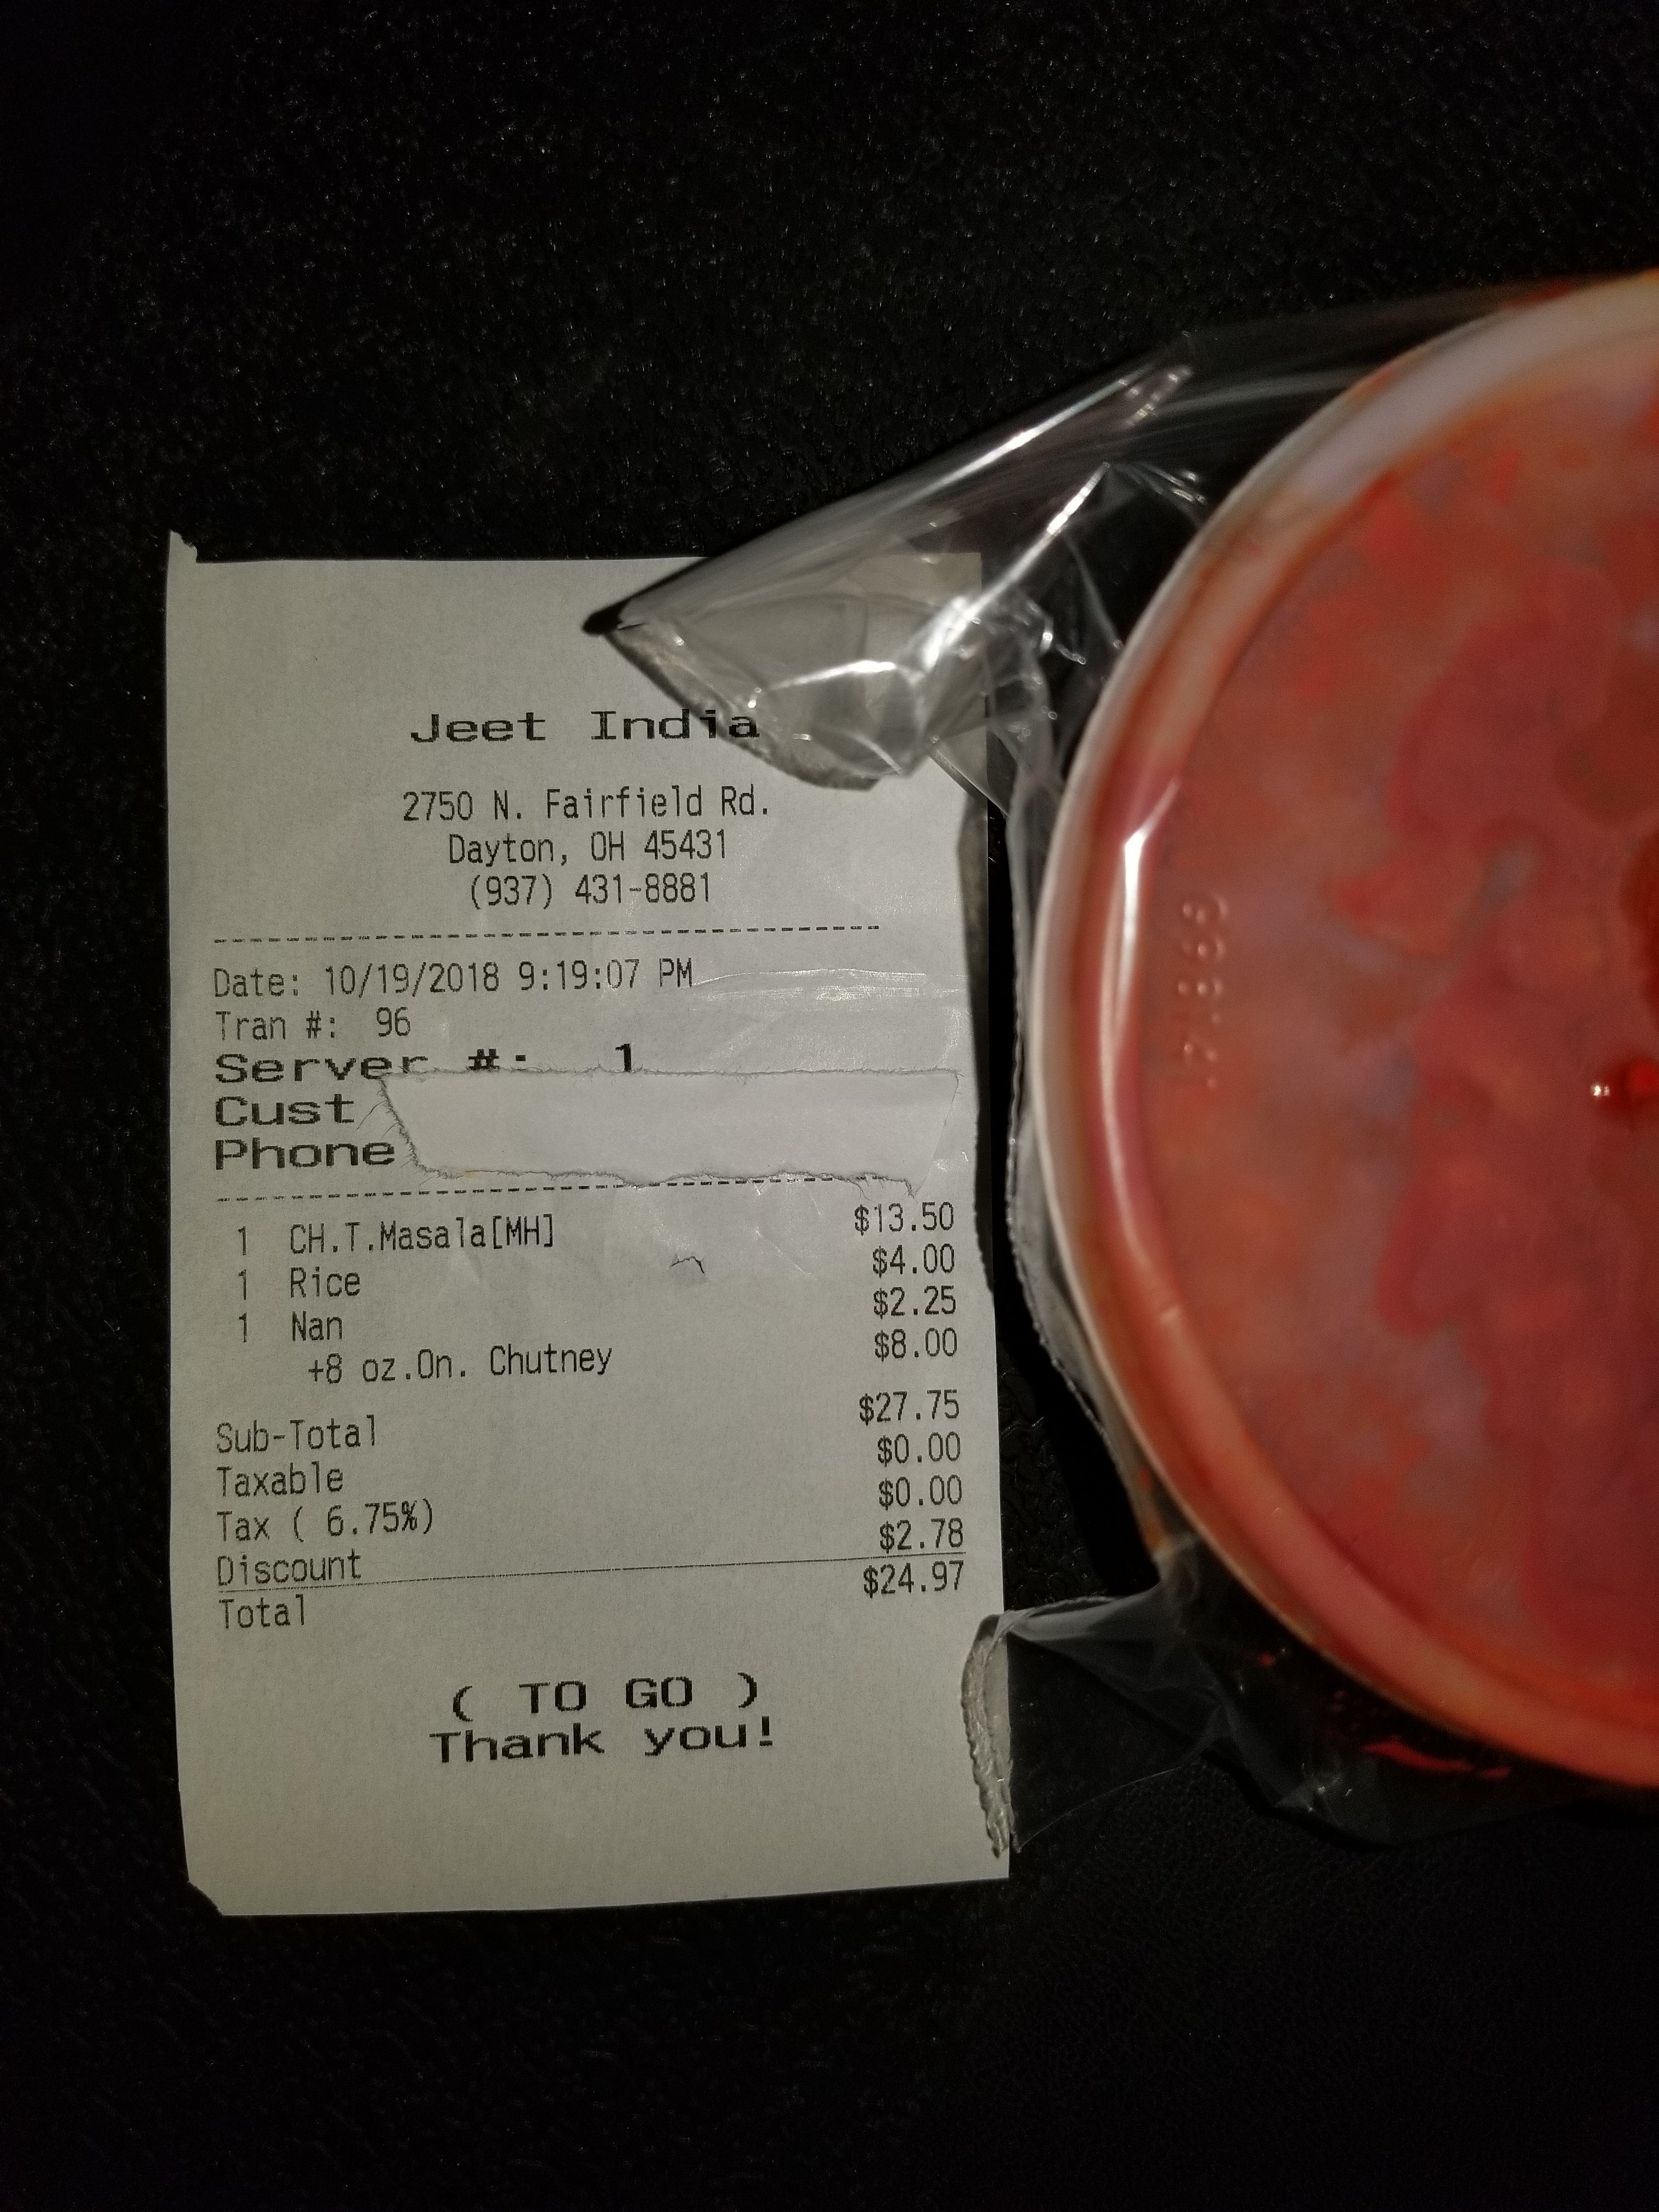 Jeet India
2750 N. Fairfield Rd.
Dayton, OH 45431
(937) 431-8881
Date: 10/19/2018 9:19:07 PM
Tran #: 96
Server #: 1
Cust
Phone
1 CH.T.Masala[MH] $13.50
1 Rice $4.00
1 Nan $2.25
+8 oz.On. Chutney $8.00
Sub-Total $27.75
Taxable $0.00
Tax ( 6.75%) $0.00
Discount $2.78
Total $24.97
( TO GO )
Thank you!